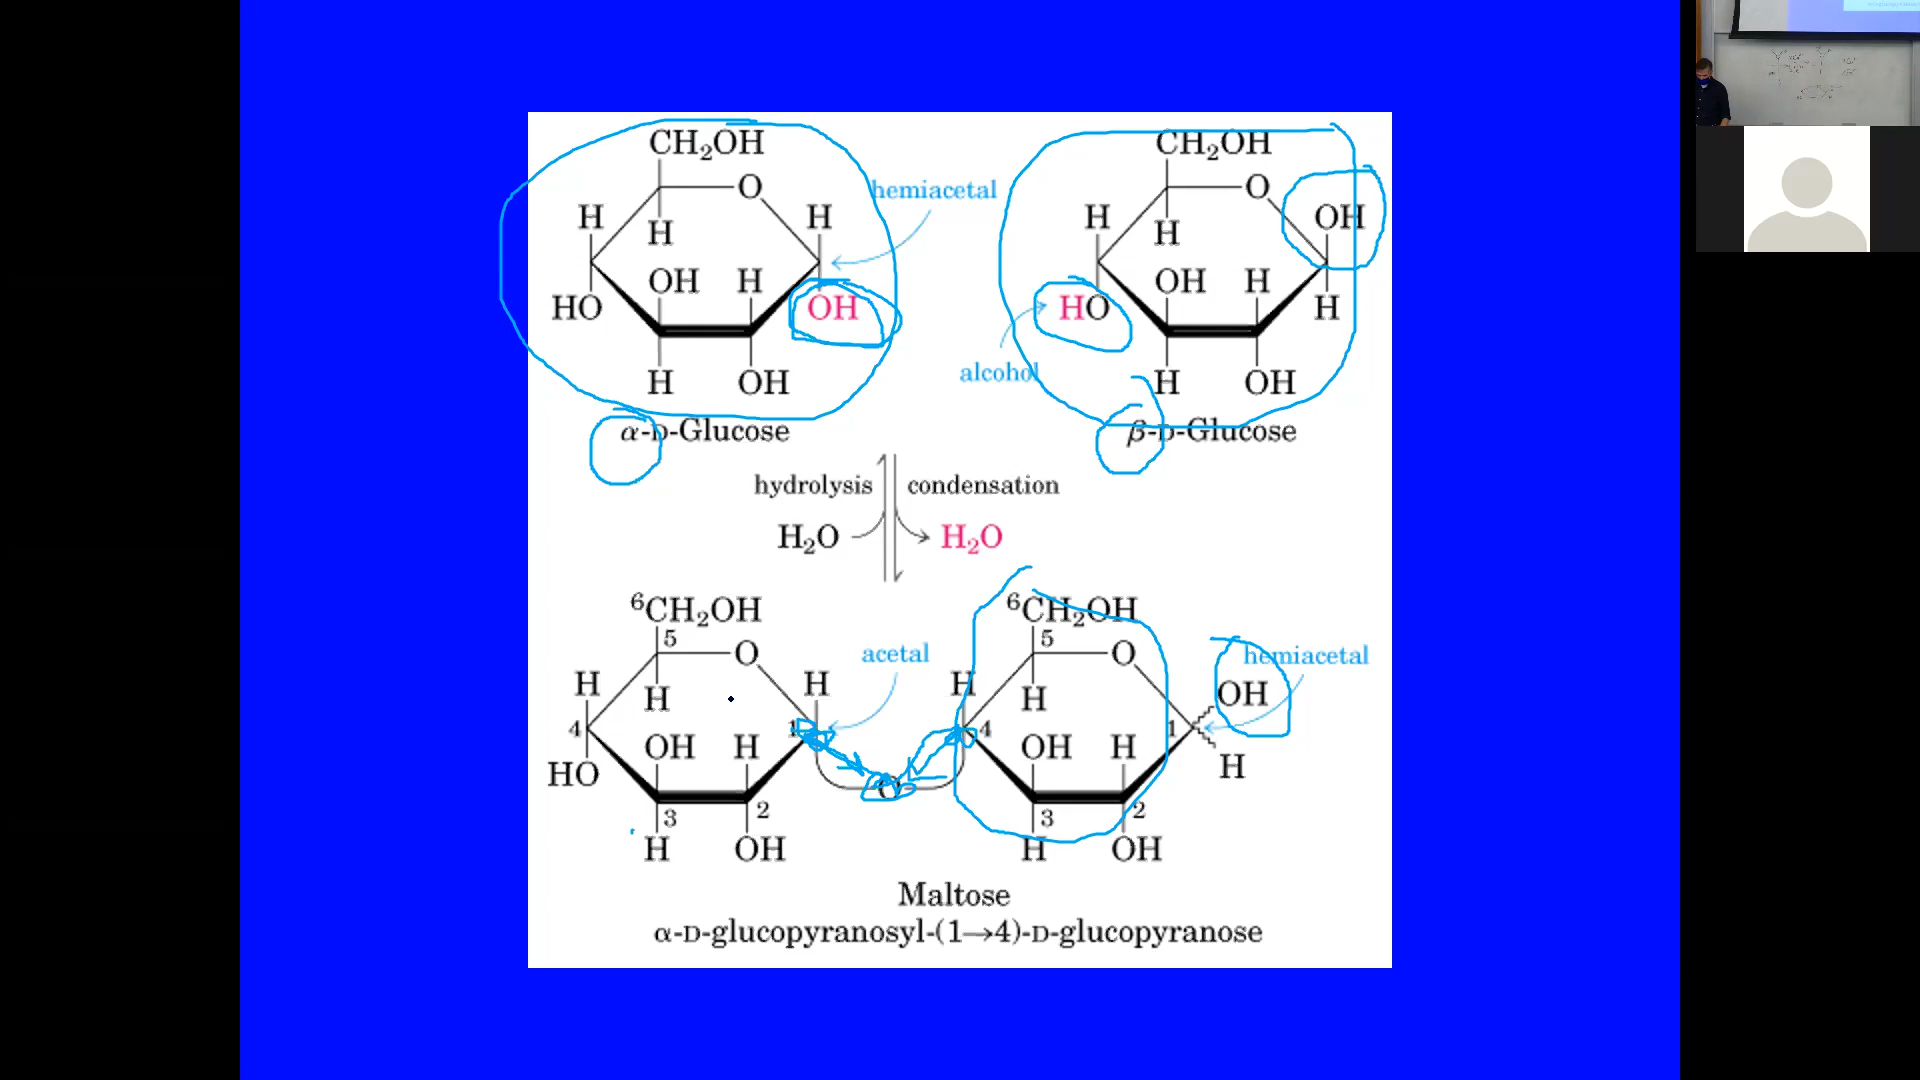 CH₂OH
O
H
H
H
hemiacetal
OH
H
HO
OH
H
OH
α-D-Glucose
CH₂OH
O
OH
H
H
OH
H
HO
H
alcohol
H
OH
β-D-Glucose
hydrolysis
condensation
H₂O
H₂O
⁶CH₂OH
5
O
acetal
H
H
H
4
1
OH
H
HO
O
3
2
H
OH
⁶CH₂OH
5
O
hemiacetal
H
H
OH
4
1
OH
H
H
3
2
H
OH
Maltose
α-D-glucopyranosyl-(1→4)-D-glucopyranose